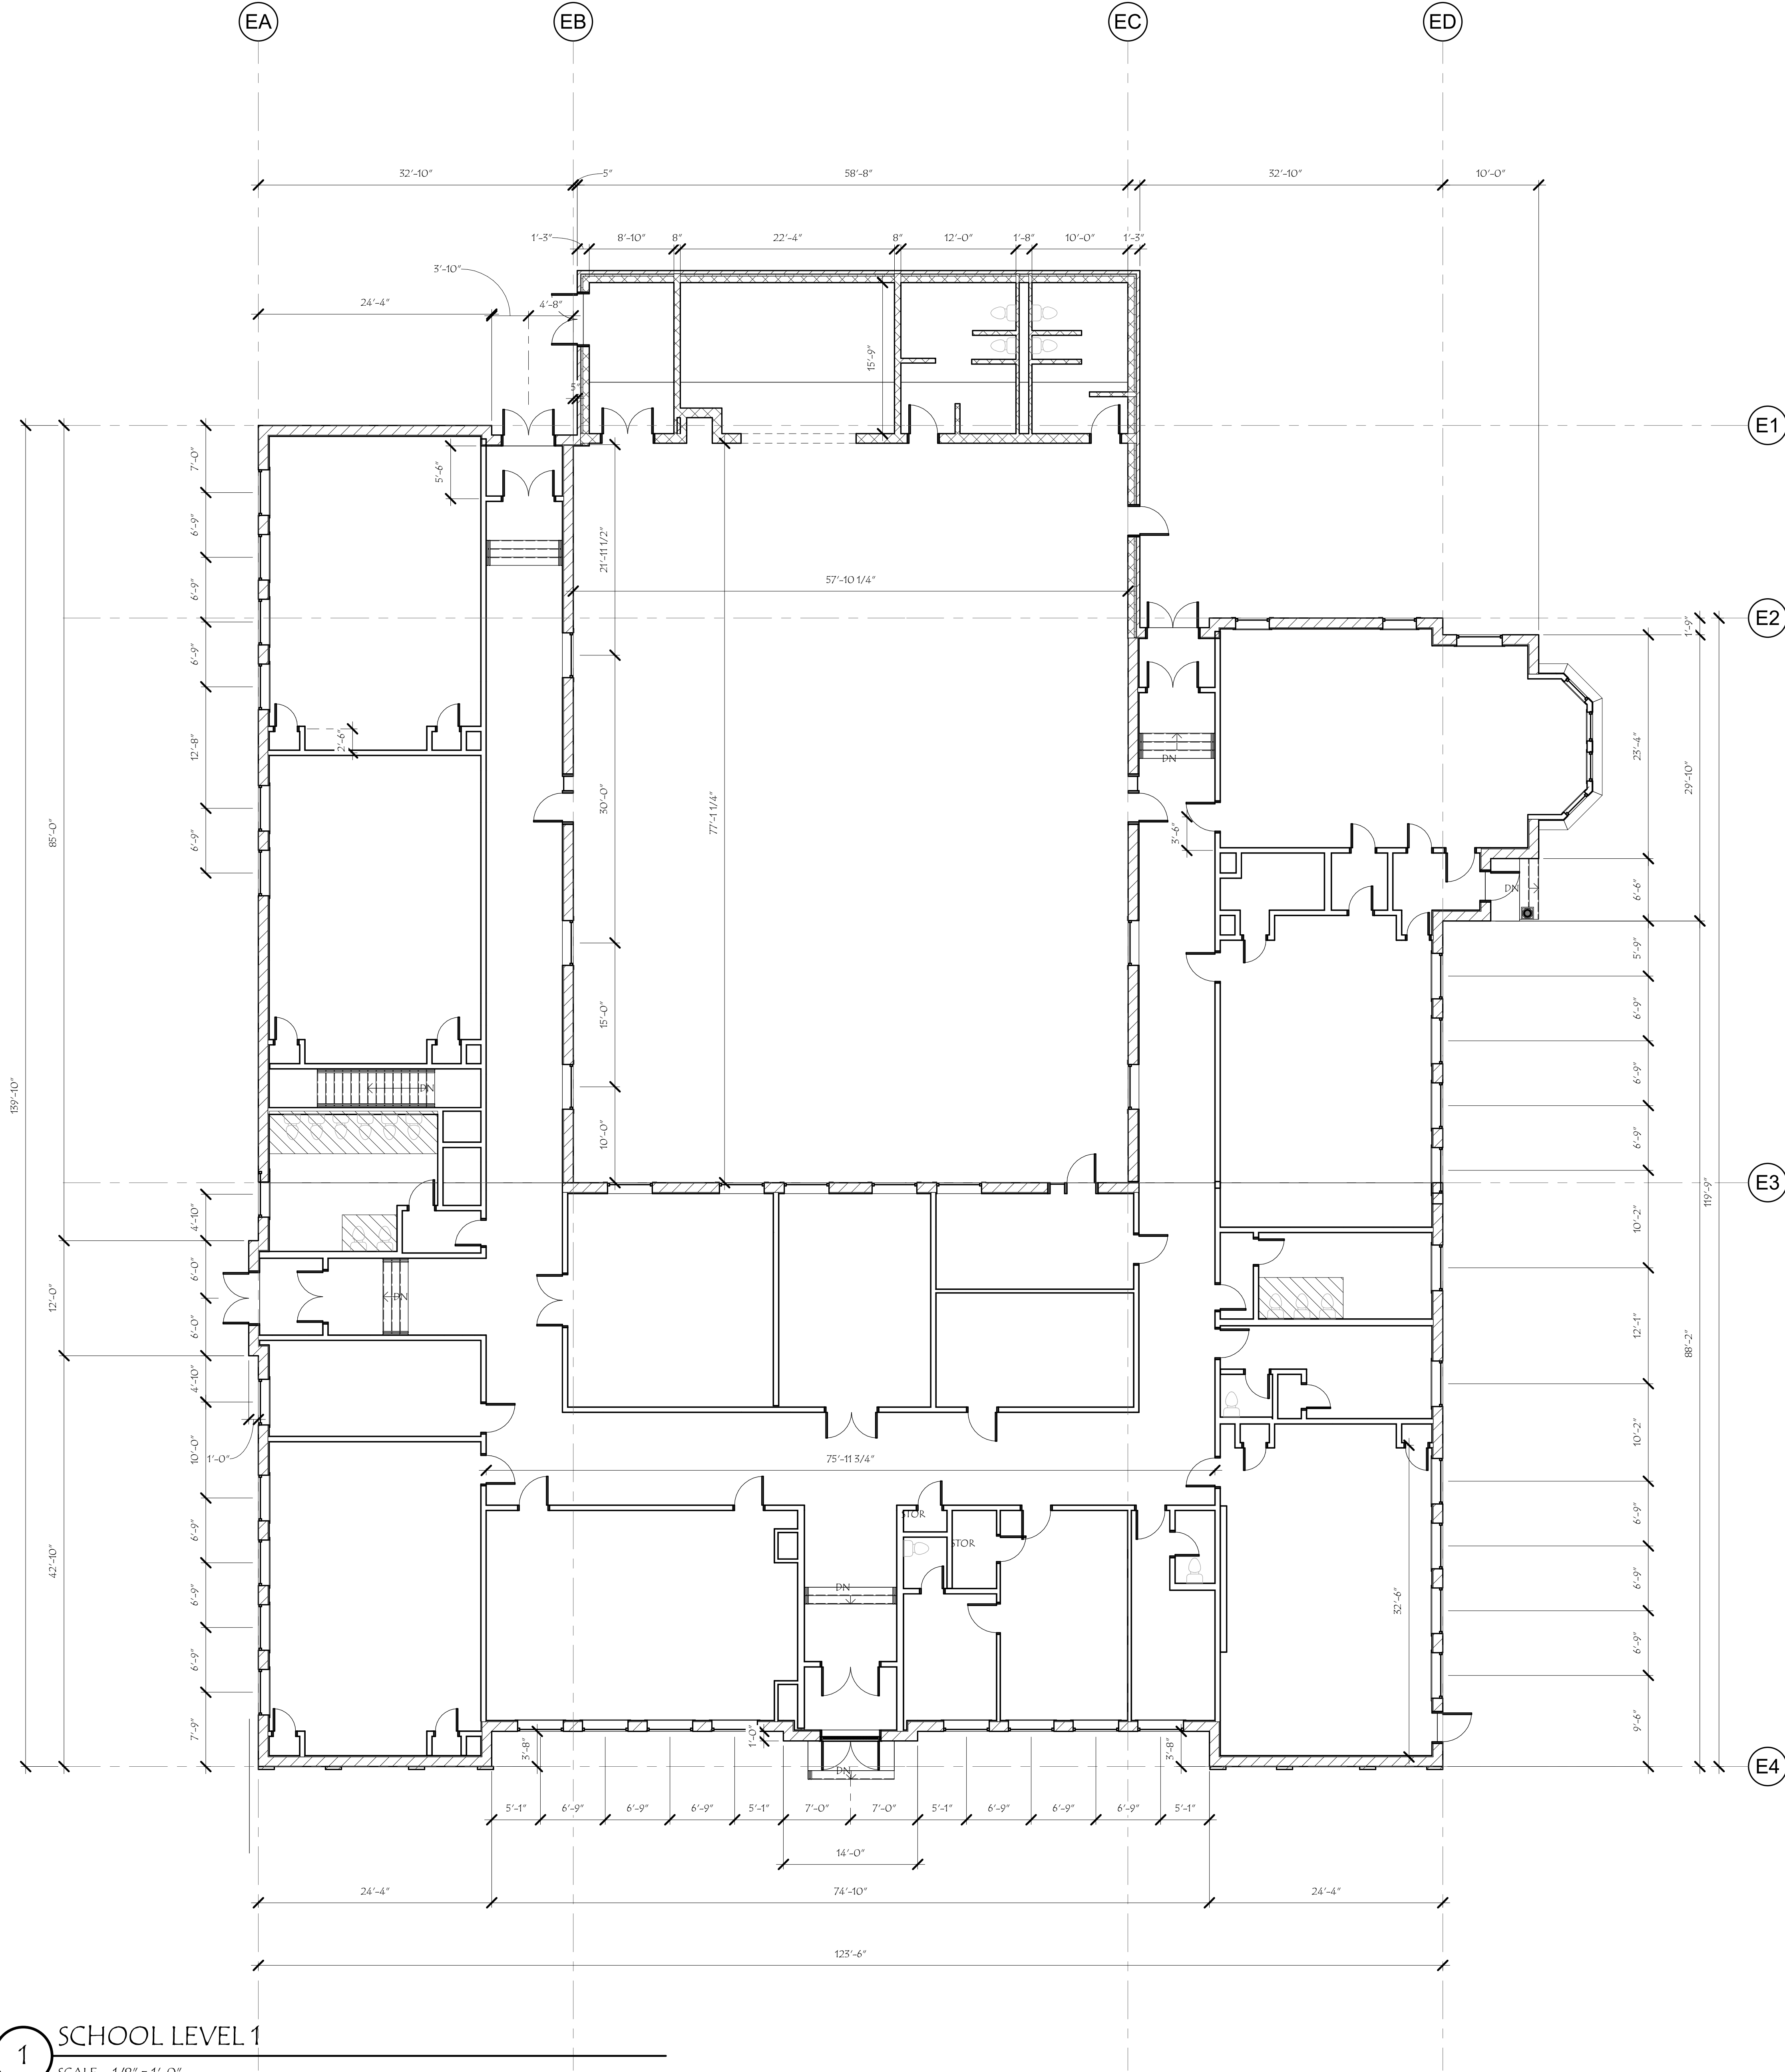 EA EB EC ED
32'-10" 5" 58'-8" 32'-10" 10'-0"
1'-3" 8'-10" 8" 22'-4" 8" 12'-0" 1'-8" 10'-0" 1'-3"
3'-10"
24'-4" 4'-8"
15'-9"
5"
E1
7'-0"
5'-6"
6'-9"
21'-11 1/2"
57'-10 1/4"
6'-9"
E2
1'-9"
6'-9"
2'-6"
12'-8"
DN
23'-4"
29'-10"
30'-0"
77'-1 1/4"
85'-0"
3'-6"
6'-9"
DN
6'-6"
5'-9"
15'-0"
6'-9"
139'-10"
DN
6'-9"
10'-0"
6'-9"
E3
119'-9"
4'-10"
10'-2"
6'-0"
12'-0"
DN
6'-0"
12'-1"
88'-2"
4'-10"
10'-2"
10'-0"
1'-0"
75'-11 3/4"
STOR
6'-9"
6'-9"
STOR
42'-10"
DN
6'-9"
6'-9"
32'-6"
6'-9"
6'-9"
7'-9"
9'-6"
3'-8" 1'-0" 3'-8"
DN
E4
5'-1" 6'-9" 6'-9" 6'-9" 5'-1" 7'-0" 7'-0" 5'-1" 6'-9" 6'-9" 6'-9" 5'-1"
14'-0"
24'-4" 74'-10" 24'-4"
123'-6"
1
SCHOOL LEVEL 1
SCALE 1/8" = 1'-0"